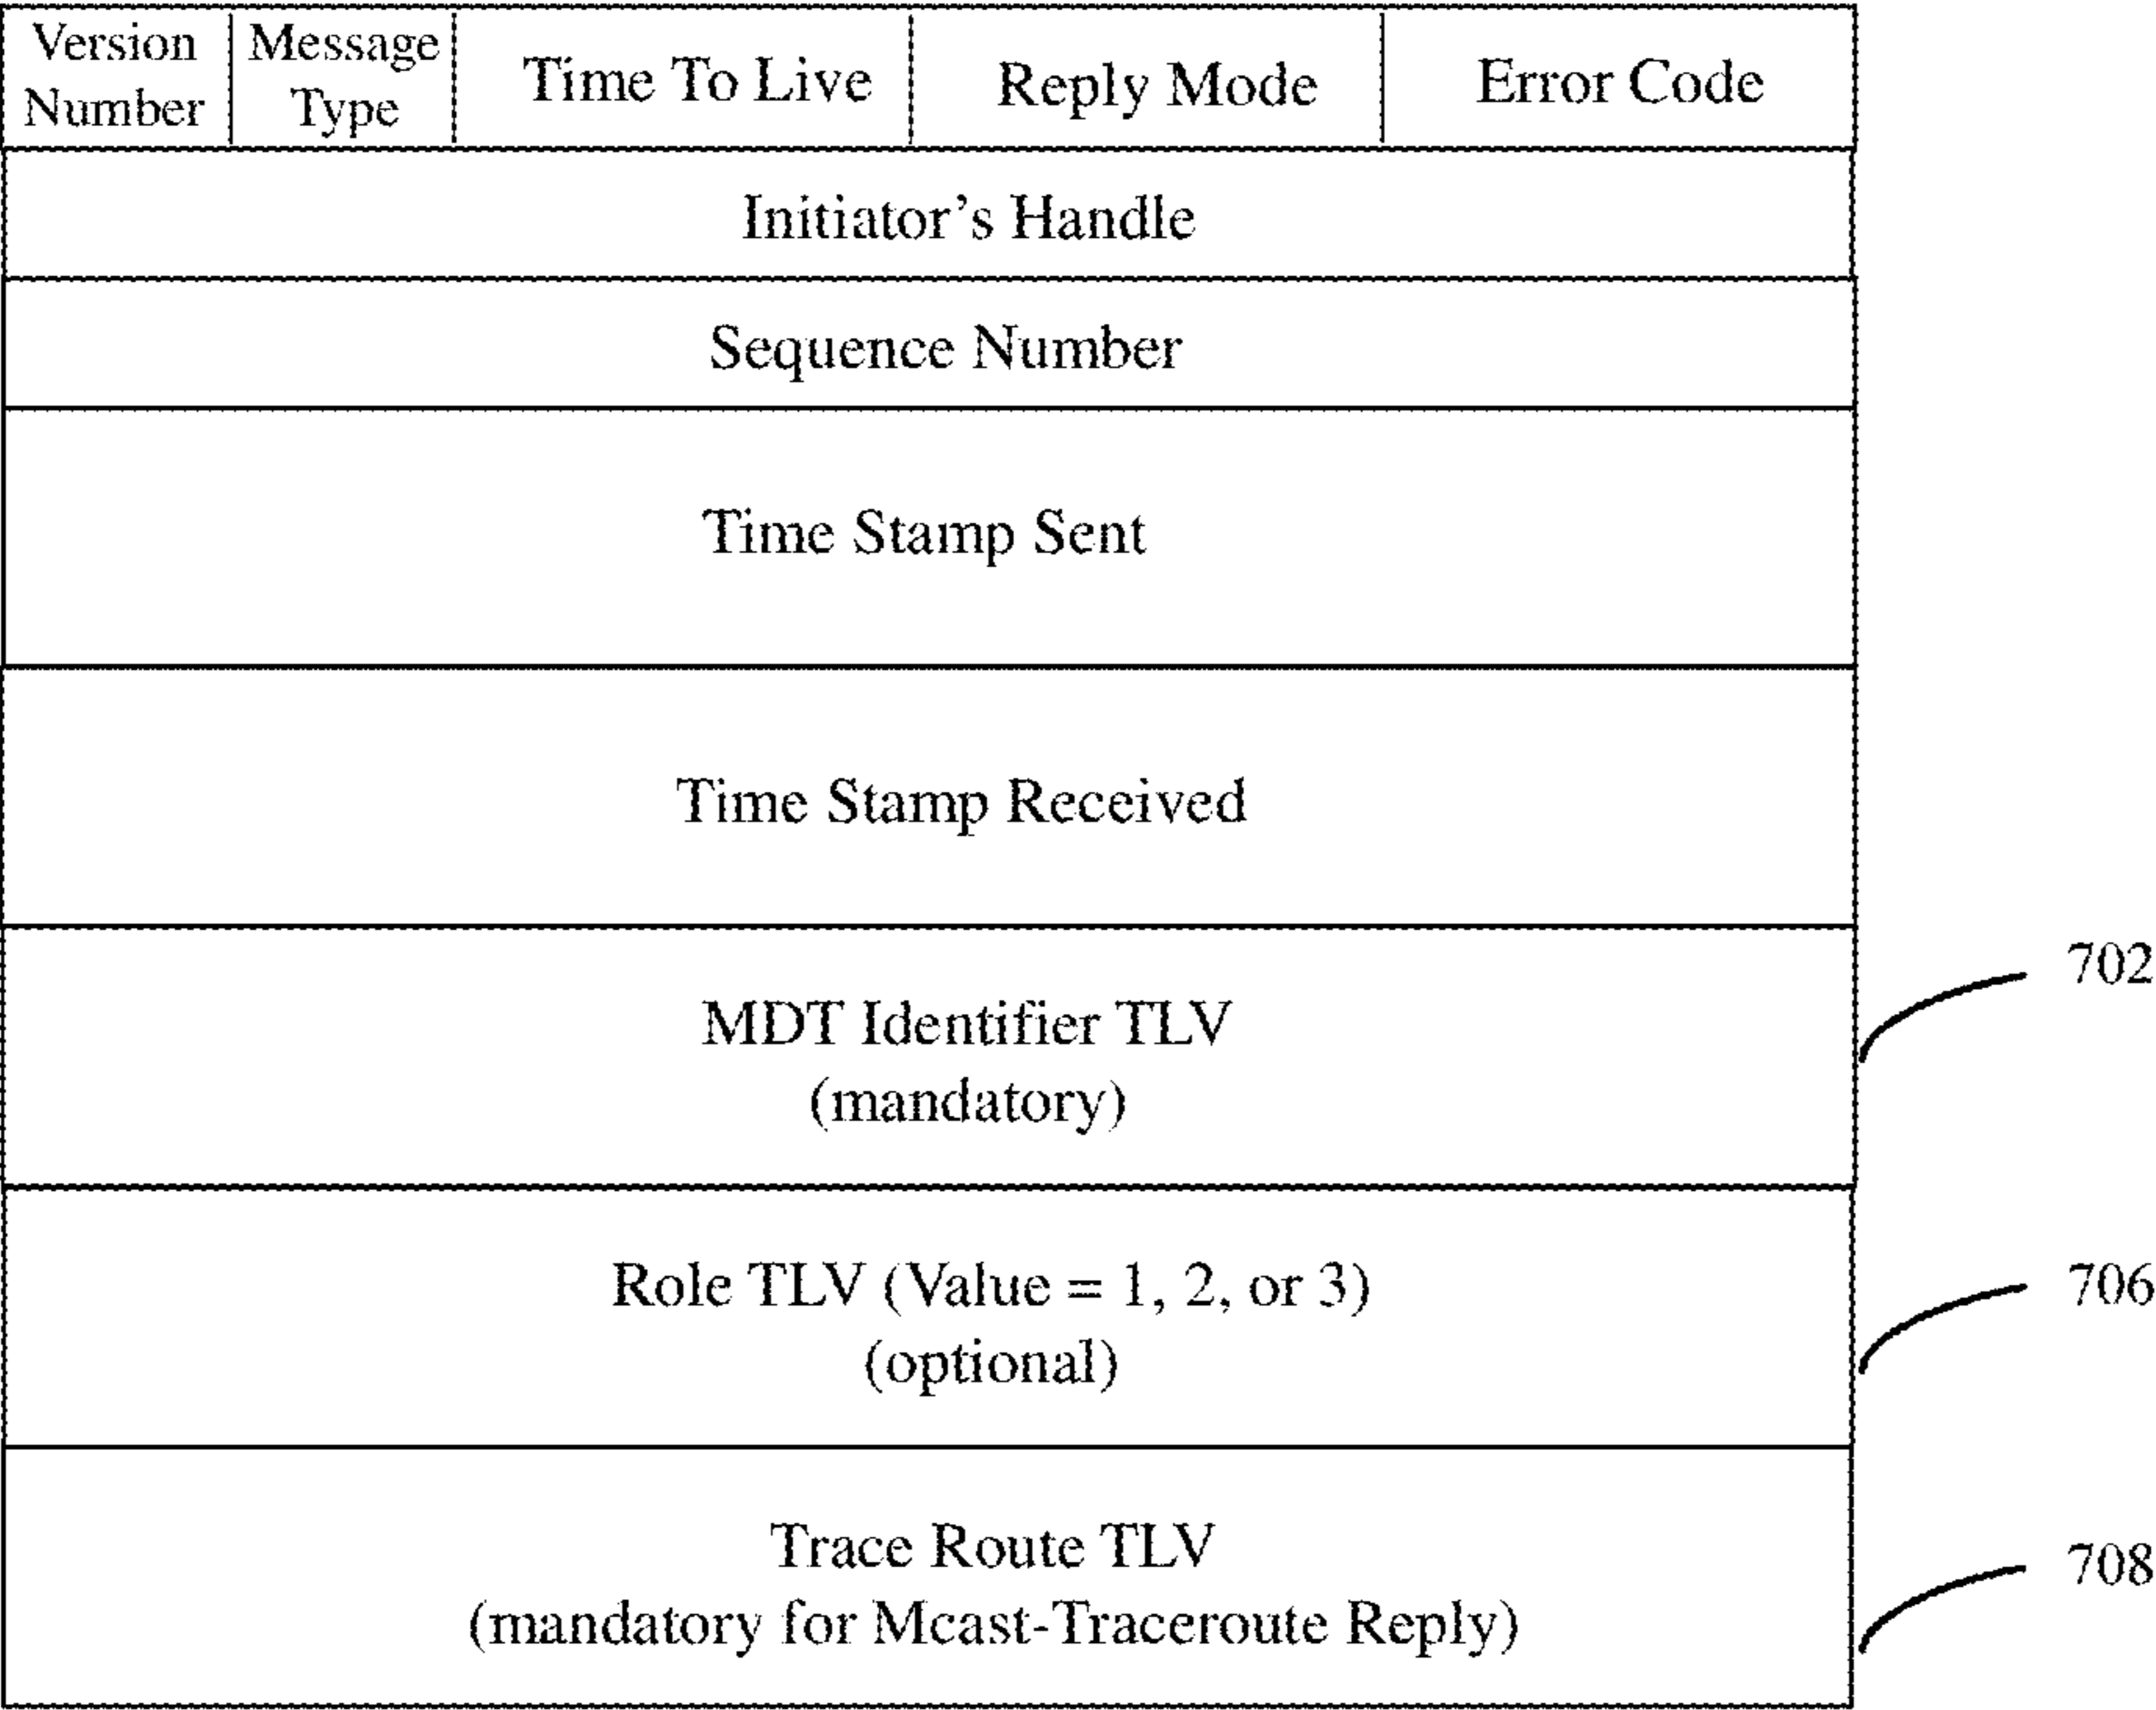 Version Number
Message Type
Time To Live
Reply Mode
Error Code
Initiator's Handle
Sequence Number
Time Stamp Sent
Time Stamp Received
MDT Identifier TLV
(mandatory)
702
Role TLV (Value = 1, 2, or 3)
(optional)
706
Trace Route TLV
(mandatory for Mcast-Traceroute Reply)
708